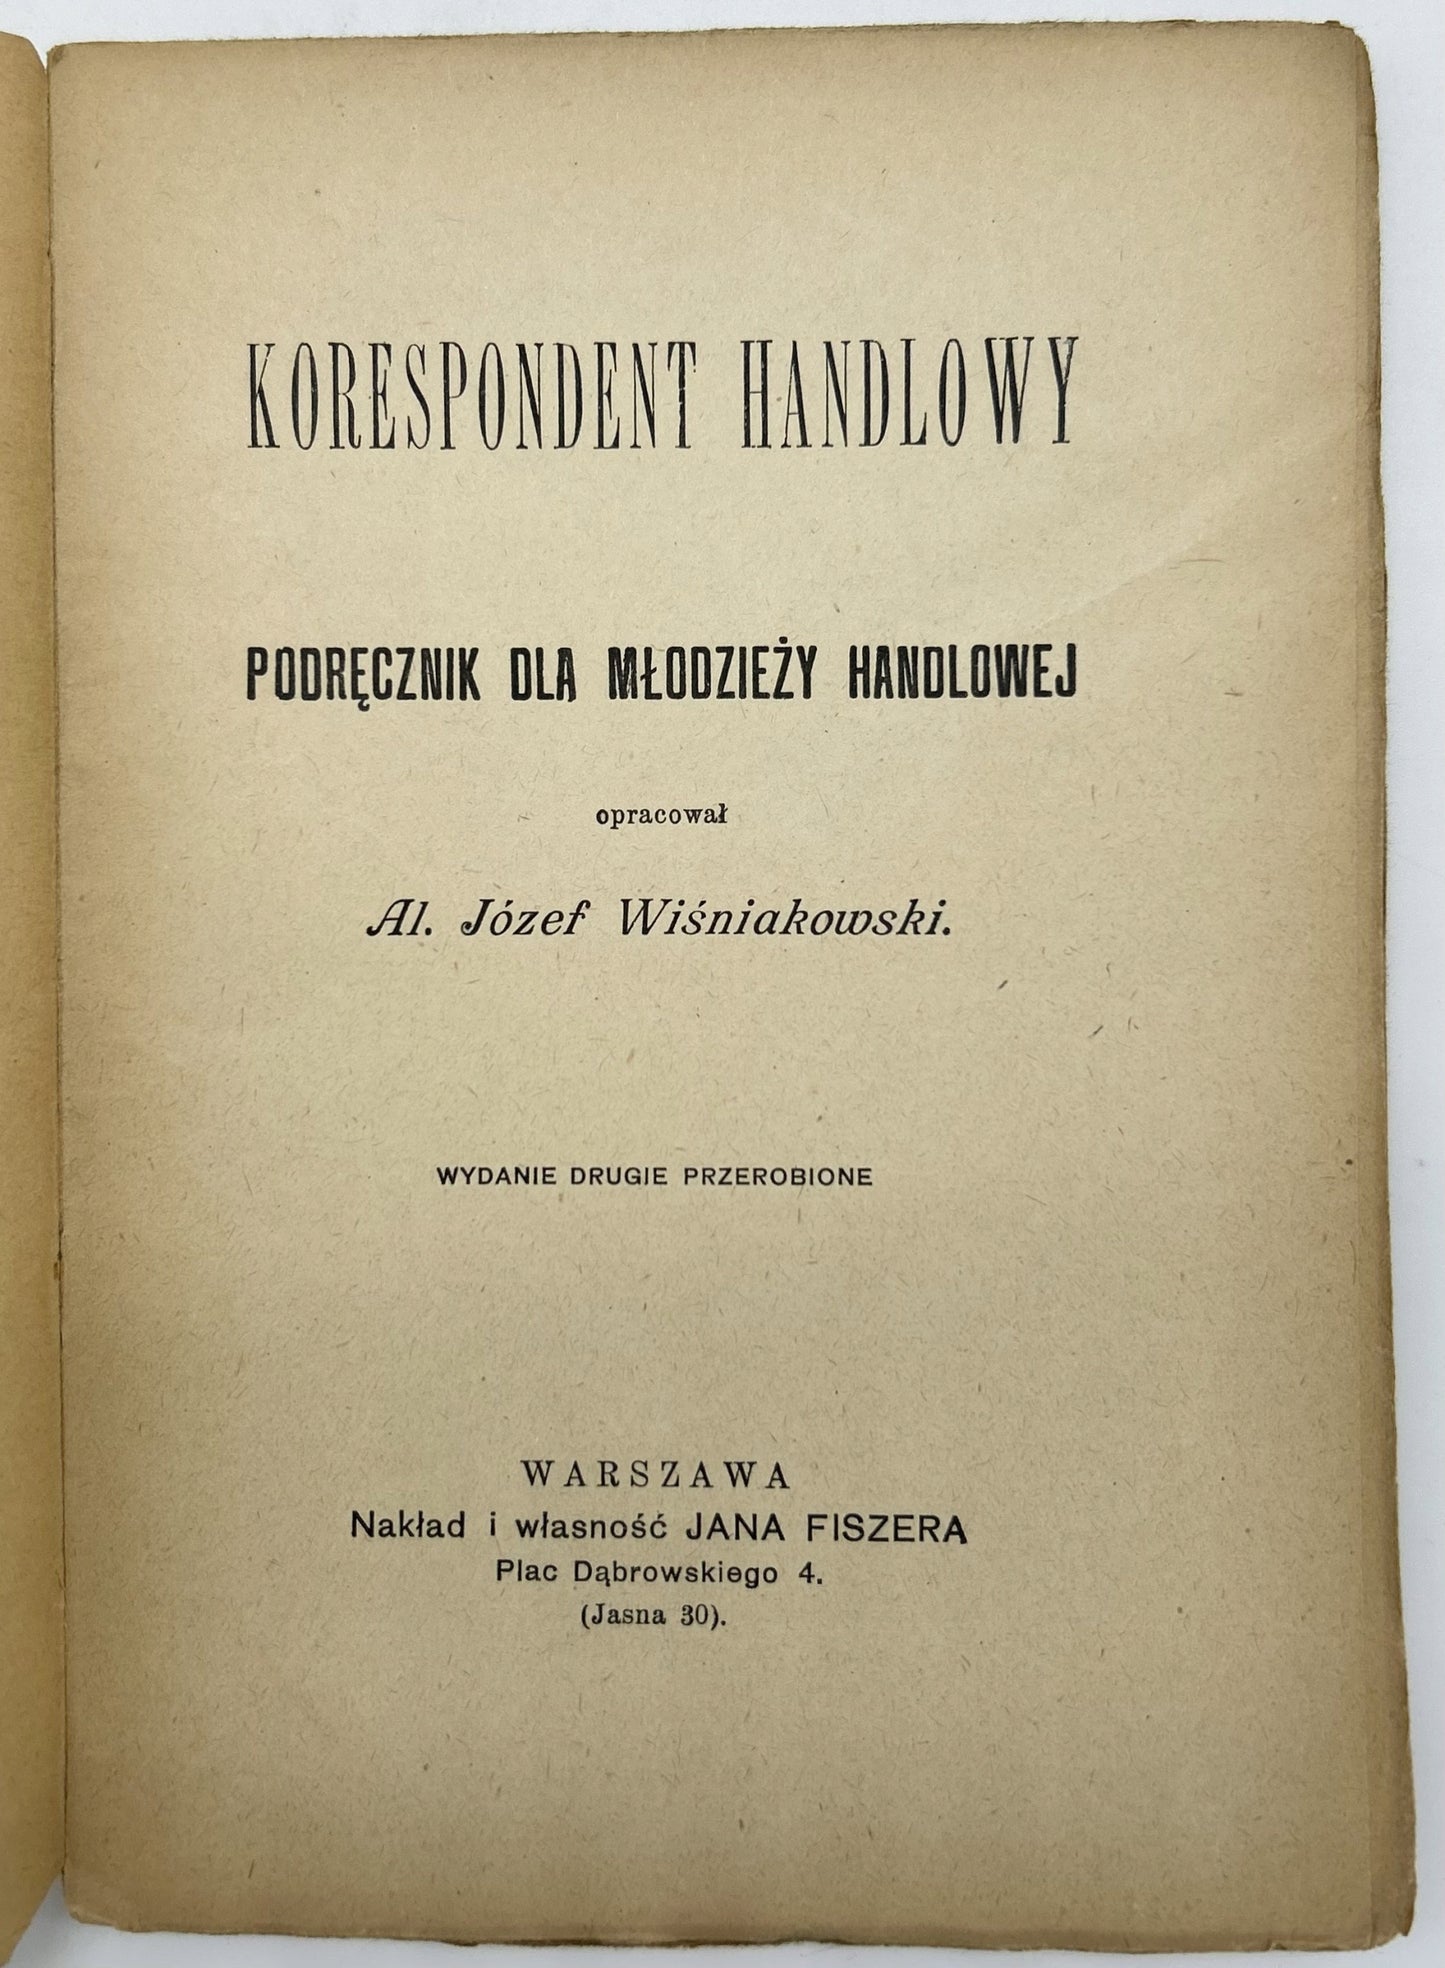 KORESPONDENT HANDLOWY
PODRĘCZNIK DLA MŁODZIEŻY HANDLOWEJ
opracował
Al. Józef Wiśniakowski.
WYDANIE DRUGIE PRZEROBIONE
WARSZAWA
Nakład i własność JANA FISZERA
Plac Dąbrowskiego 4.
(Jasna 30).